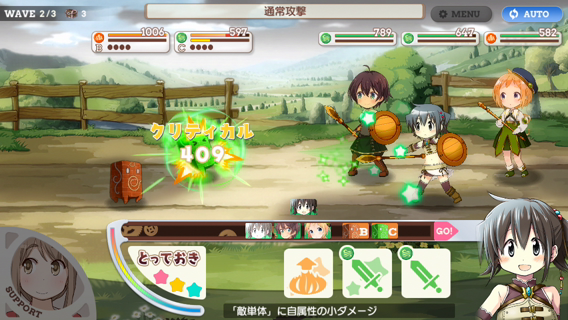 WAVE 2/3 3
通常攻撃
MENU
AUTO
1006
B
597
C
789
647
582
クリティカル
409
B C GO!
とっておき
SUPPORT
「敵単体」に自属性の小ダメージ